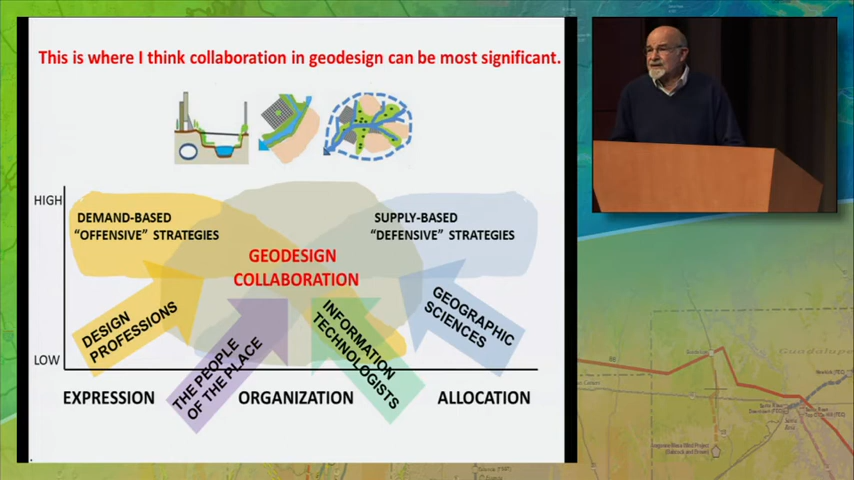 This is where I think collaboration in geodesign can be most significant.
HIGH
DEMAND-BASED
"OFFENSIVE" STRATEGIES
SUPPLY-BASED
"DEFENSIVE" STRATEGIES
GEODESIGN
COLLABORATION
DESIGN
PROFESSIONS
THE PEOPLE
OF THE PLACE
INFORMATION
TECHNOLOGISTS
GEOGRAPHIC
SCIENCES
LOW
EXPRESSION
ORGANIZATION
ALLOCATION